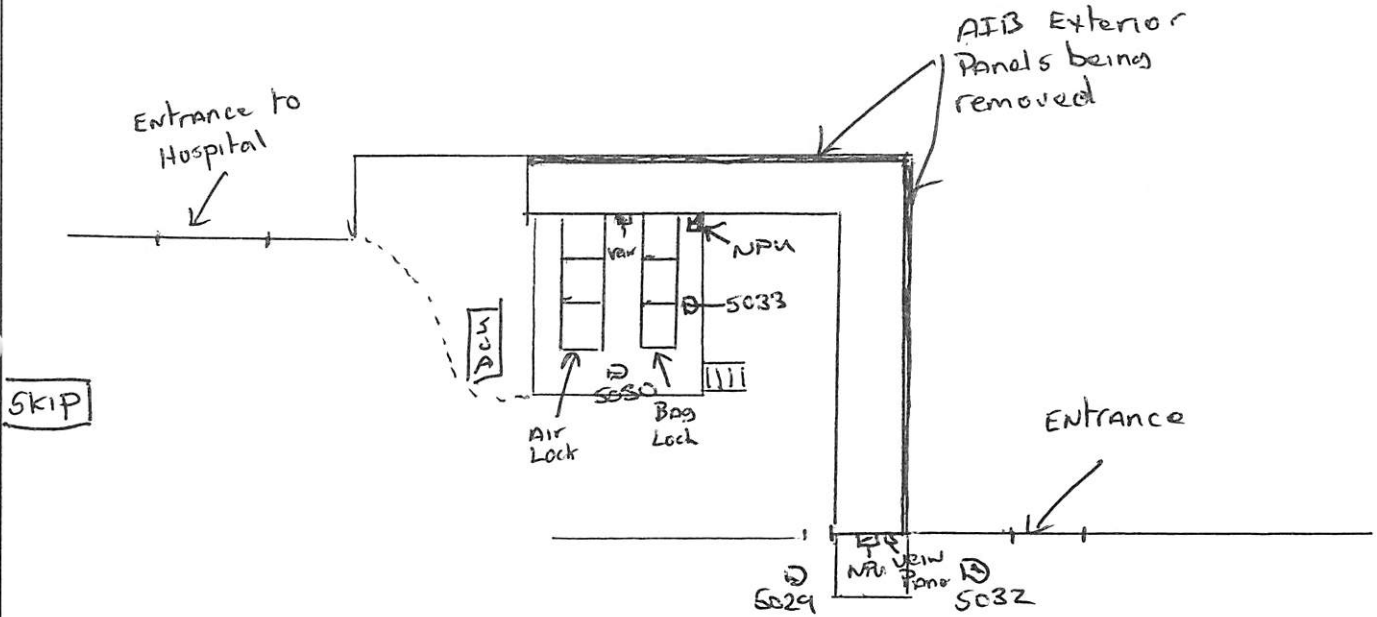 AIB Exterior
Panels being
removed
Entrance to
Hospital
NPU
5033
DCU
SKIP
5030
Air
Lock
Bag
Lock
Entrance
NPU
5029
5032